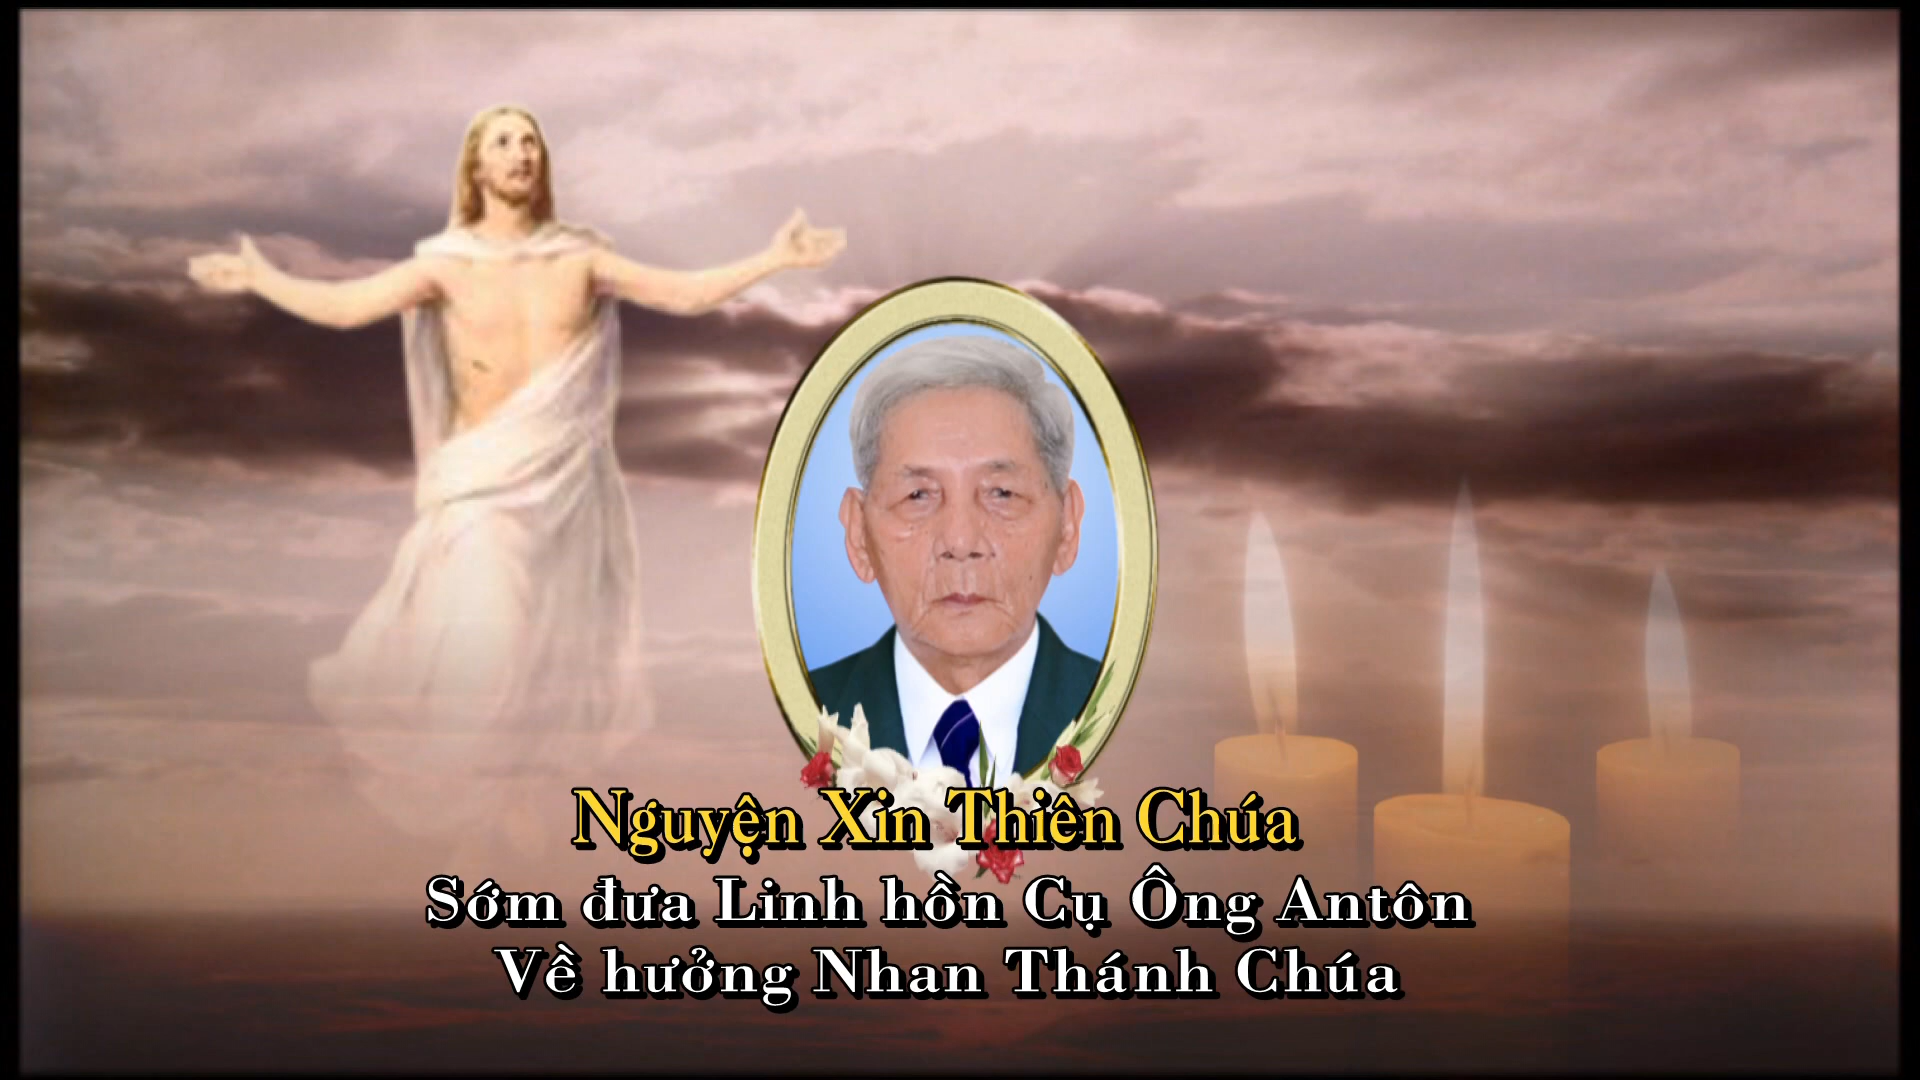 Nguyện Xin Thiên Chúa
Sớm đưa Linh hồn Cụ Ông Antôn
Về hưởng Nhan Thánh Chúa